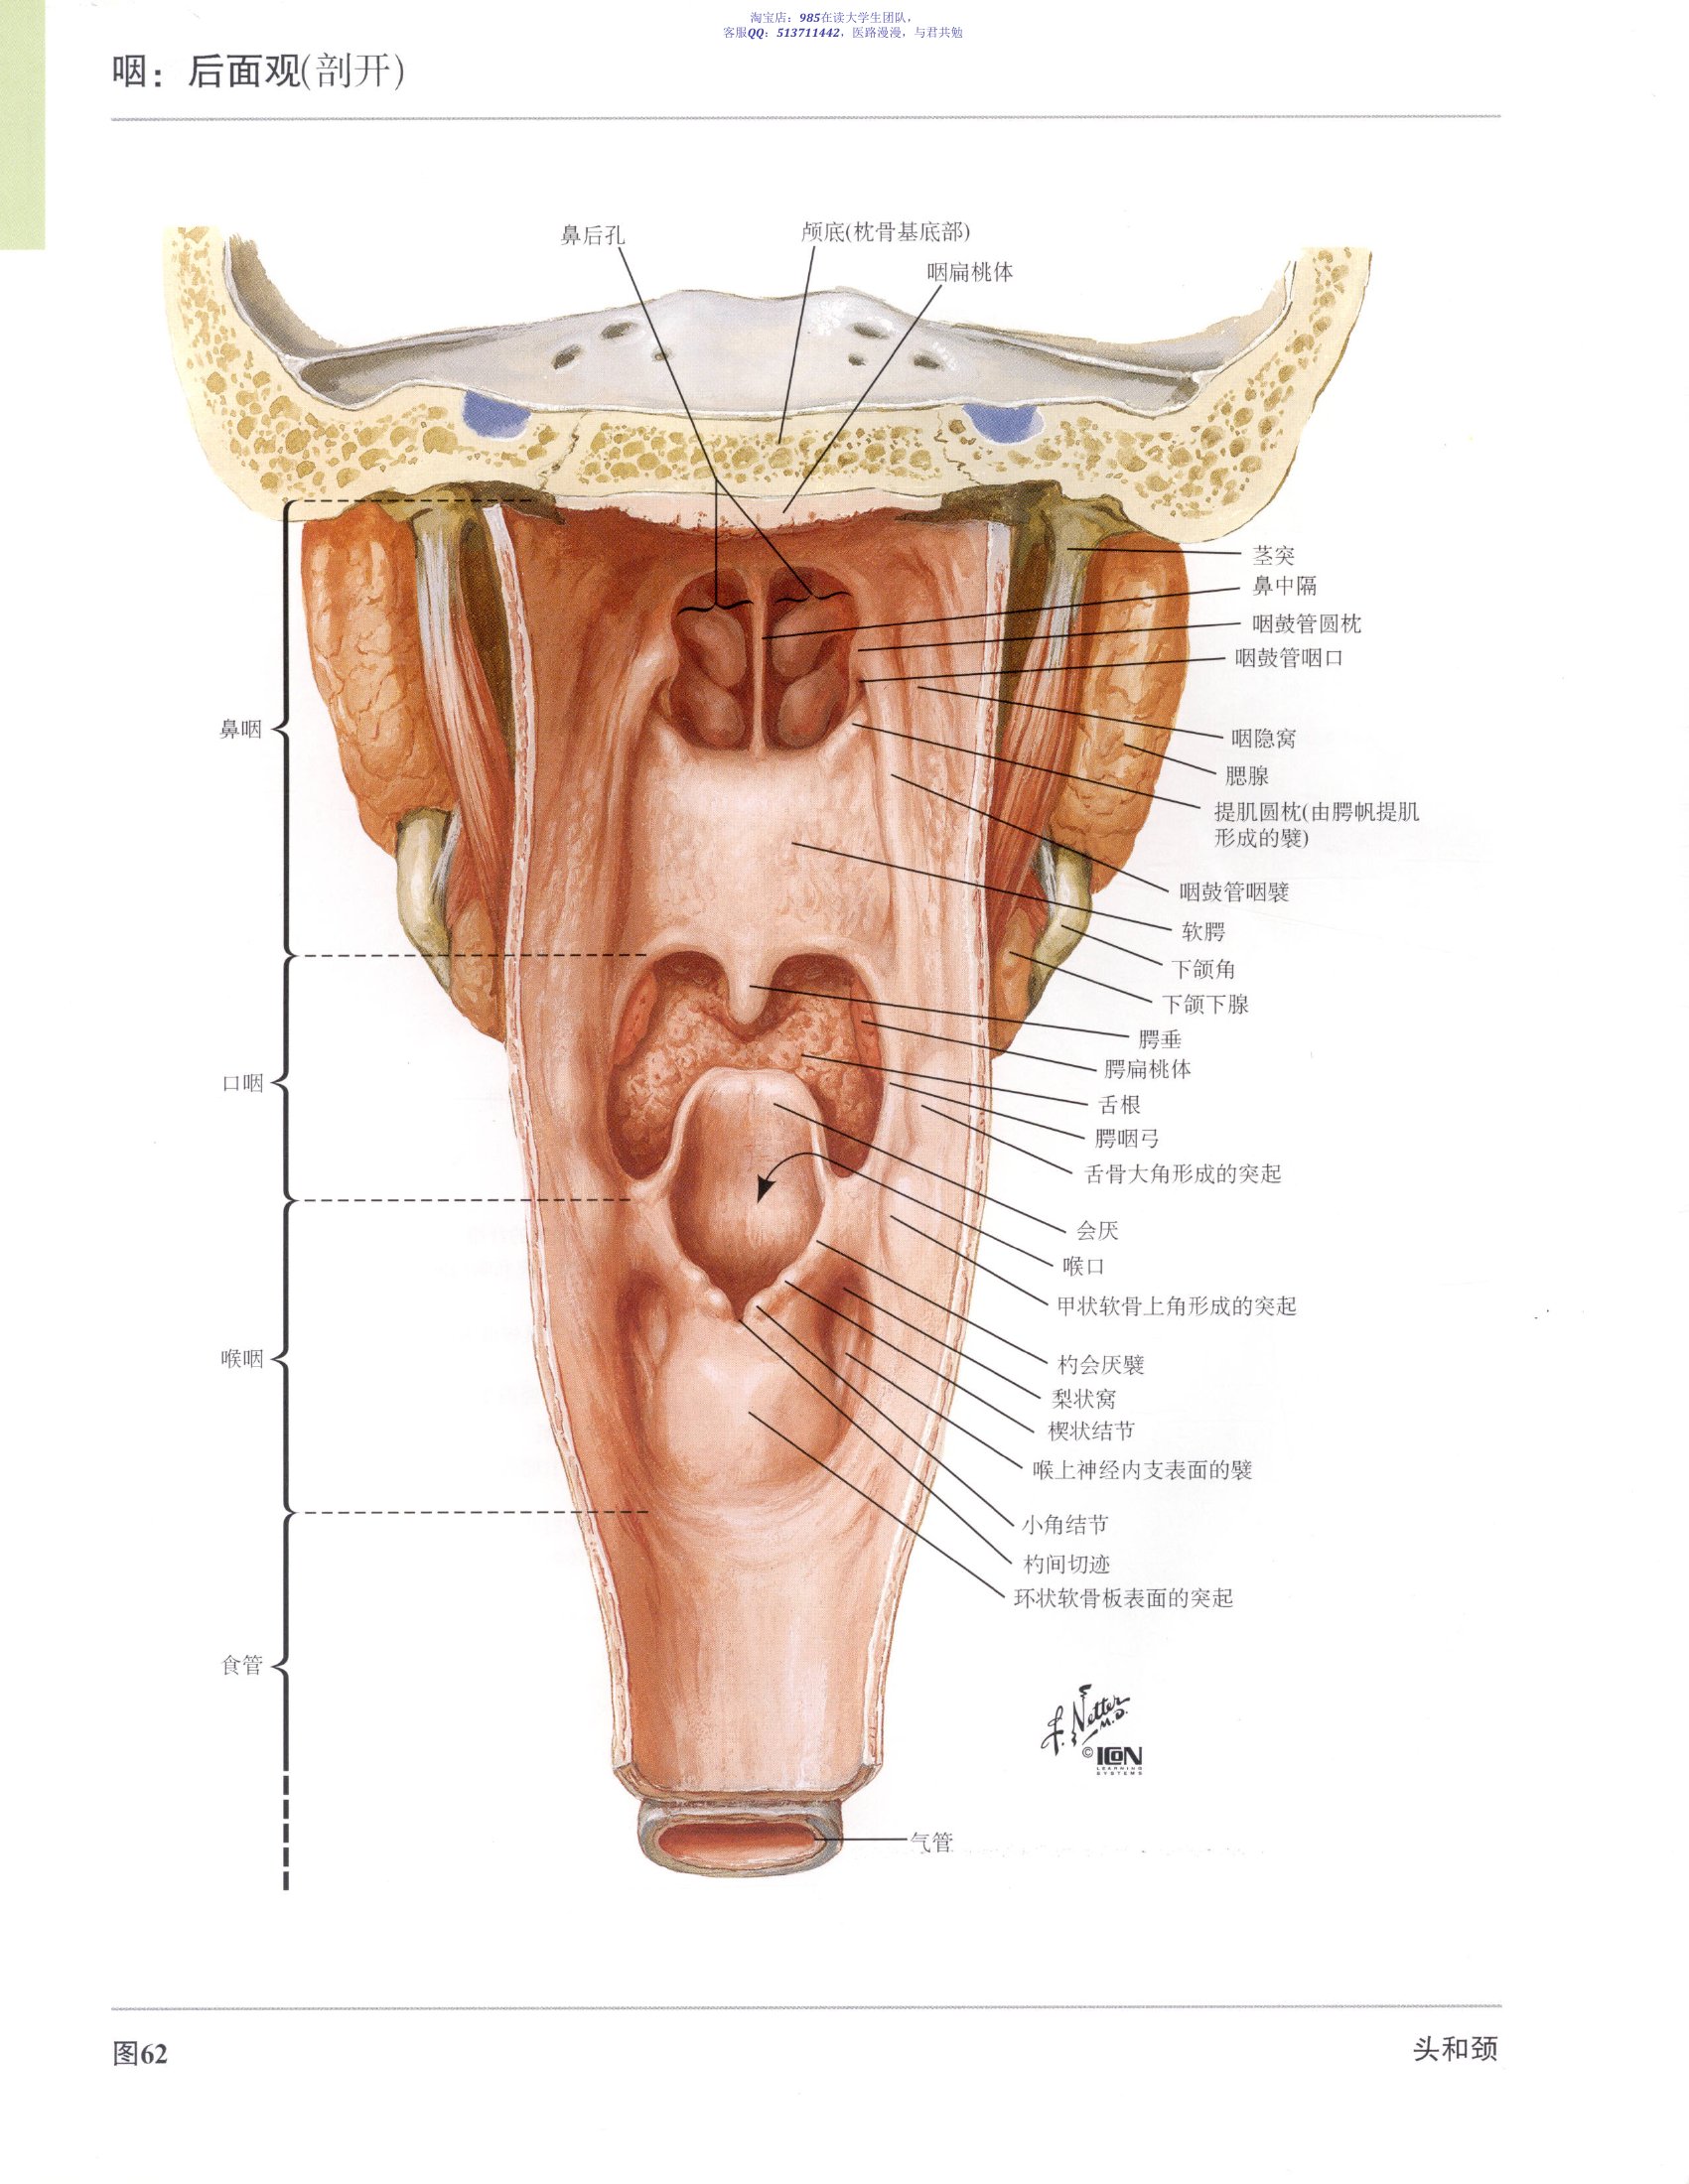 淘宝店：985在读大学生团队，
客服QQ：513711442，医路漫漫，与君共勉
咽：后面观(剖开)
鼻后孔
颅底(枕骨基底部)
咽扁桃体
茎突
鼻中隔
咽鼓管圆枕
咽鼓管咽口
咽隐窝
腮腺
提肌圆枕(由腭帆提肌
形成的襞)
咽鼓管咽襞
软腭
下颌角
下颌下腺
腭垂
腭扁桃体
舌根
腭咽弓
舌骨大角形成的突起
会厌
喉口
甲状软骨上角形成的突起
杓会厌襞
梨状窝
楔状结节
喉上神经内支表面的襞
小角结节
杓间切迹
环状软骨板表面的突起
气管
鼻咽
口咽
喉咽
食管
F. Netter
M.D.
© ICON
LEARNING
SYSTEMS
图62
头和颈